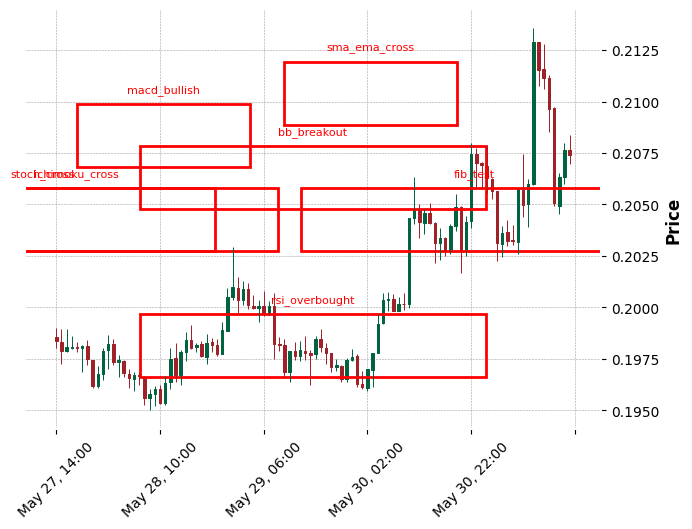 sma_ema_cross
macd_bullish
bb_breakout
ichimoku_cross
fib_test
rsi_overbought
0.2125
0.2100
0.2075
0.2050
0.2025
0.2000
0.1975
0.1950
Price
May 27, 14:00
May 28, 10:00
May 29, 06:00
May 30, 02:00
May 30, 22:00